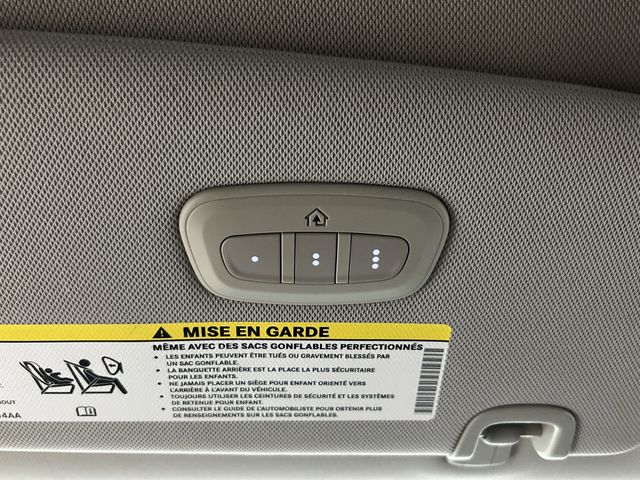 MISE EN GARDE
MÊME AVEC DES SACS GONFLABLES PERFECTIONNÉS
• LES ENFANTS PEUVENT ÊTRE TUÉS OU GRAVEMENT BLESSÉS PAR
UN SAC GONFLABLE.
• LA BANQUETTE ARRIÈRE EST LA PLACE LA PLUS SÉCURITAIRE
POUR LES ENFANTS.
• NE JAMAIS PLACER UN SIÈGE POUR ENFANT ORIENTÉ VERS
L'ARRIÈRE À L'AVANT DU VÉHICULE.
• TOUJOURS UTILISER LES CEINTURES DE SÉCURITÉ ET LES SYSTÈMES
DE RETENUE POUR ENFANT.
• CONSULTER LE GUIDE DE L'AUTOMOBILISTE POUR OBTENIR PLUS
DE RENSEIGNEMENTS SUR LES SACS GONFLABLES.
OUT
4AA